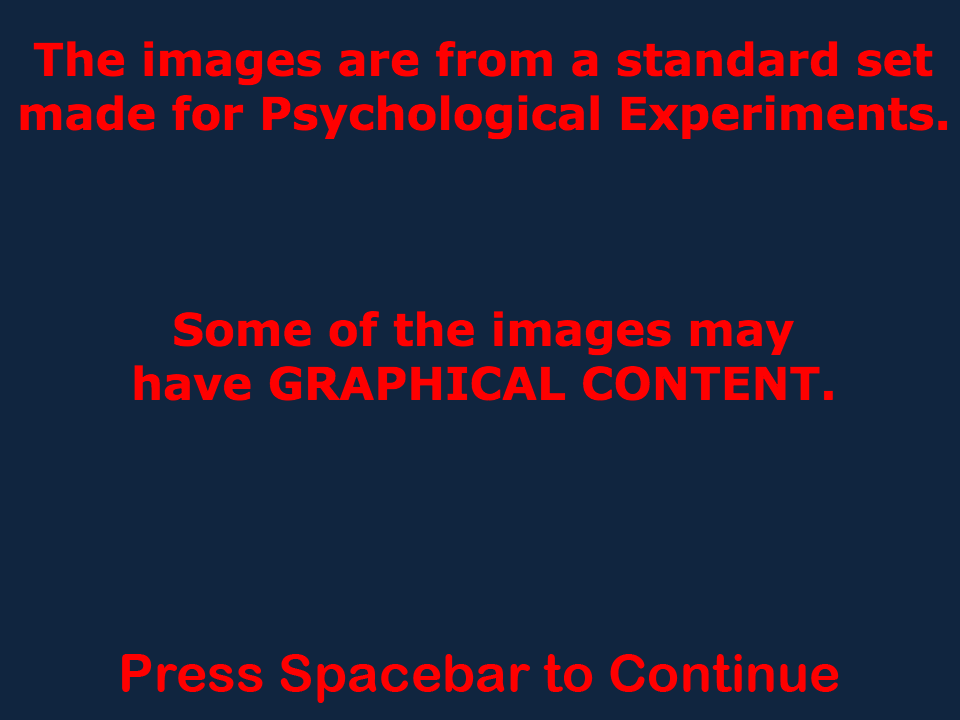 The images are from a standard set
made for Psychological Experiments.
Some of the images may
have GRAPHICAL CONTENT.
Press Spacebar to Continue